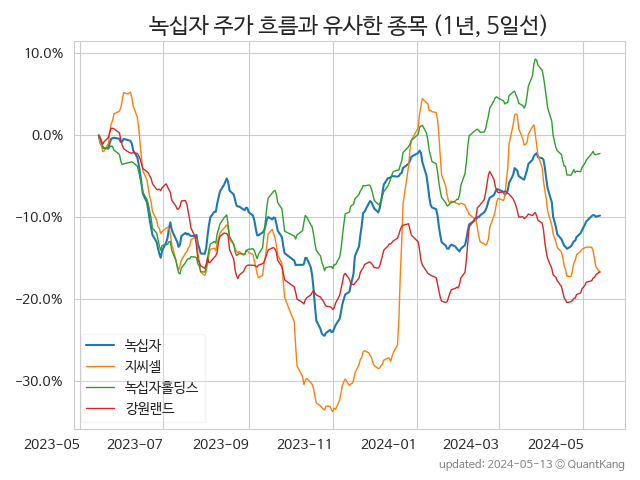 녹십자 주가 흐름과 유사한 종목 (1년, 5일선)
10.0%
0.0%
−10.0%
−20.0%
−30.0%
녹십자
지씨셀
녹십자홀딩스
강원랜드
2023-05 2023-07 2023-09 2023-11 2024-01 2024-03 2024-05
updated: 2024-05-13 © QuantKang